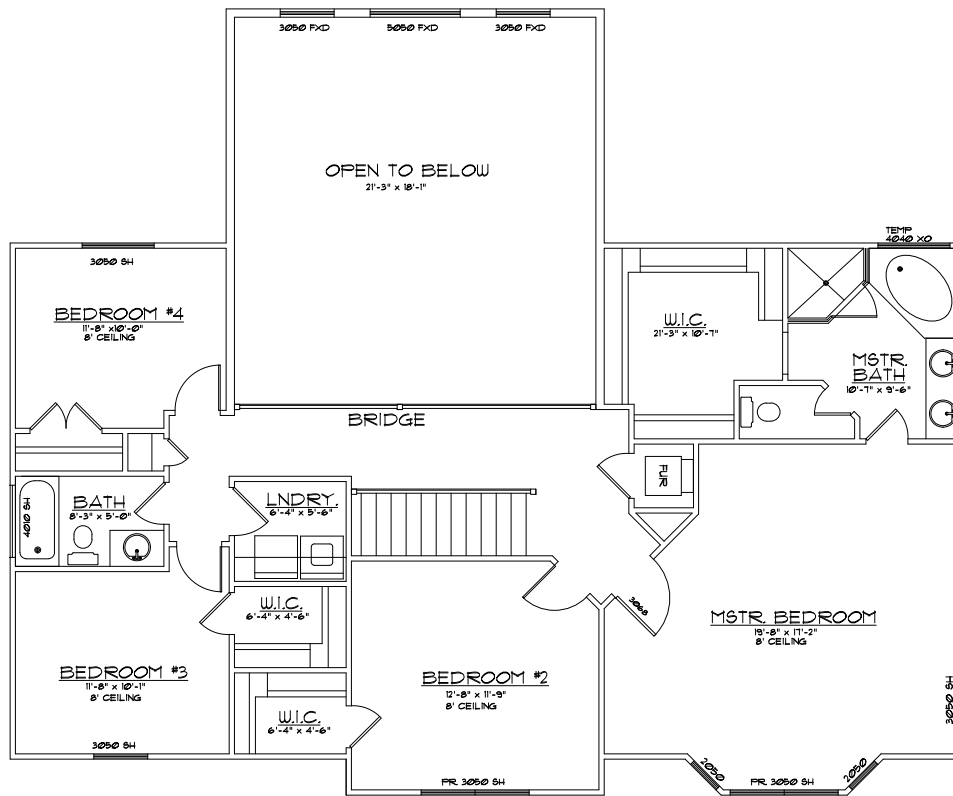 3050 FXD
5050 FXD
3050 FXD
OPEN TO BELOW
21'-3" x 18'-1"
TEMP
4040 XO
3050 SH
BEDROOM #4
11'-8" x10'-0"
8' CEILING
W.I.C.
21'-3" x 10'-7"
MSTR.
BATH
10'-7" x 9'-6"
BRIDGE
FUR
4010 SH
BATH
8'-3" x 5'-0"
LNDRY.
6'-4" x 5'-6"
W.I.C.
6'-4" x 4'-6"
3068
MSTR. BEDROOM
19'-8" x 17'-2"
8' CEILING
BEDROOM #3
11'-8" x 10'-1"
8' CEILING
BEDROOM #2
12'-8" x 11'-9"
8' CEILING
W.I.C.
6'-4" x 4'-6"
3050 SH
3050 SH
2050
PR. 3050 SH
2050
PR. 3050 SH